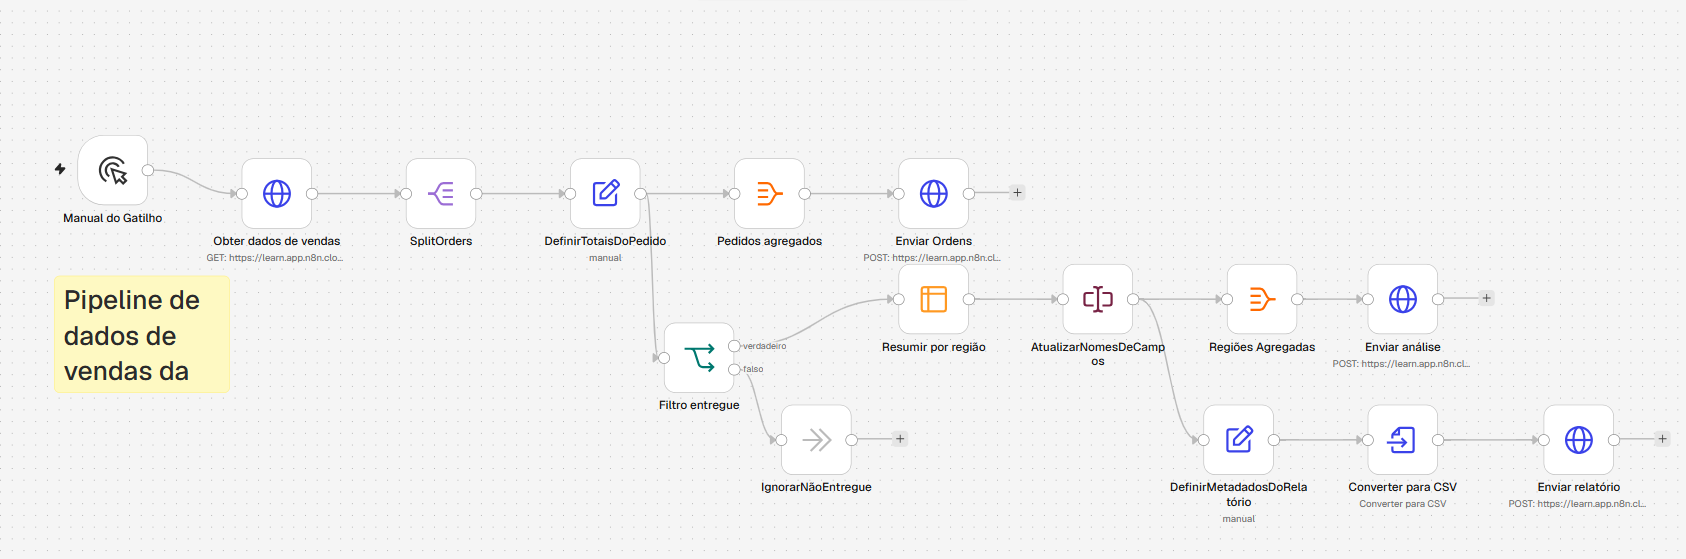 Manual do Gatilho
Obter dados de vendas
GET: https://learn.app.n8n.clo...
SplitOrders
DefinirTotaisDoPedido
manual
Pedidos agregados
Enviar Ordens
POST: https://learn.app.n8n.cl...
Pipeline de
dados de
vendas da
Filtro entregue
verdadeiro
falso
IgnorarNãoEntregue
Resumir por região
AtualizarNomesDeCamp
os
Regiões Agregadas
Enviar análise
POST: https://learn.app.n8n.cl...
DefinirMetadadosDoRela
tório
manual
Converter para CSV
Converter para CSV
Enviar relatório
POST: https://learn.app.n8n.cl...